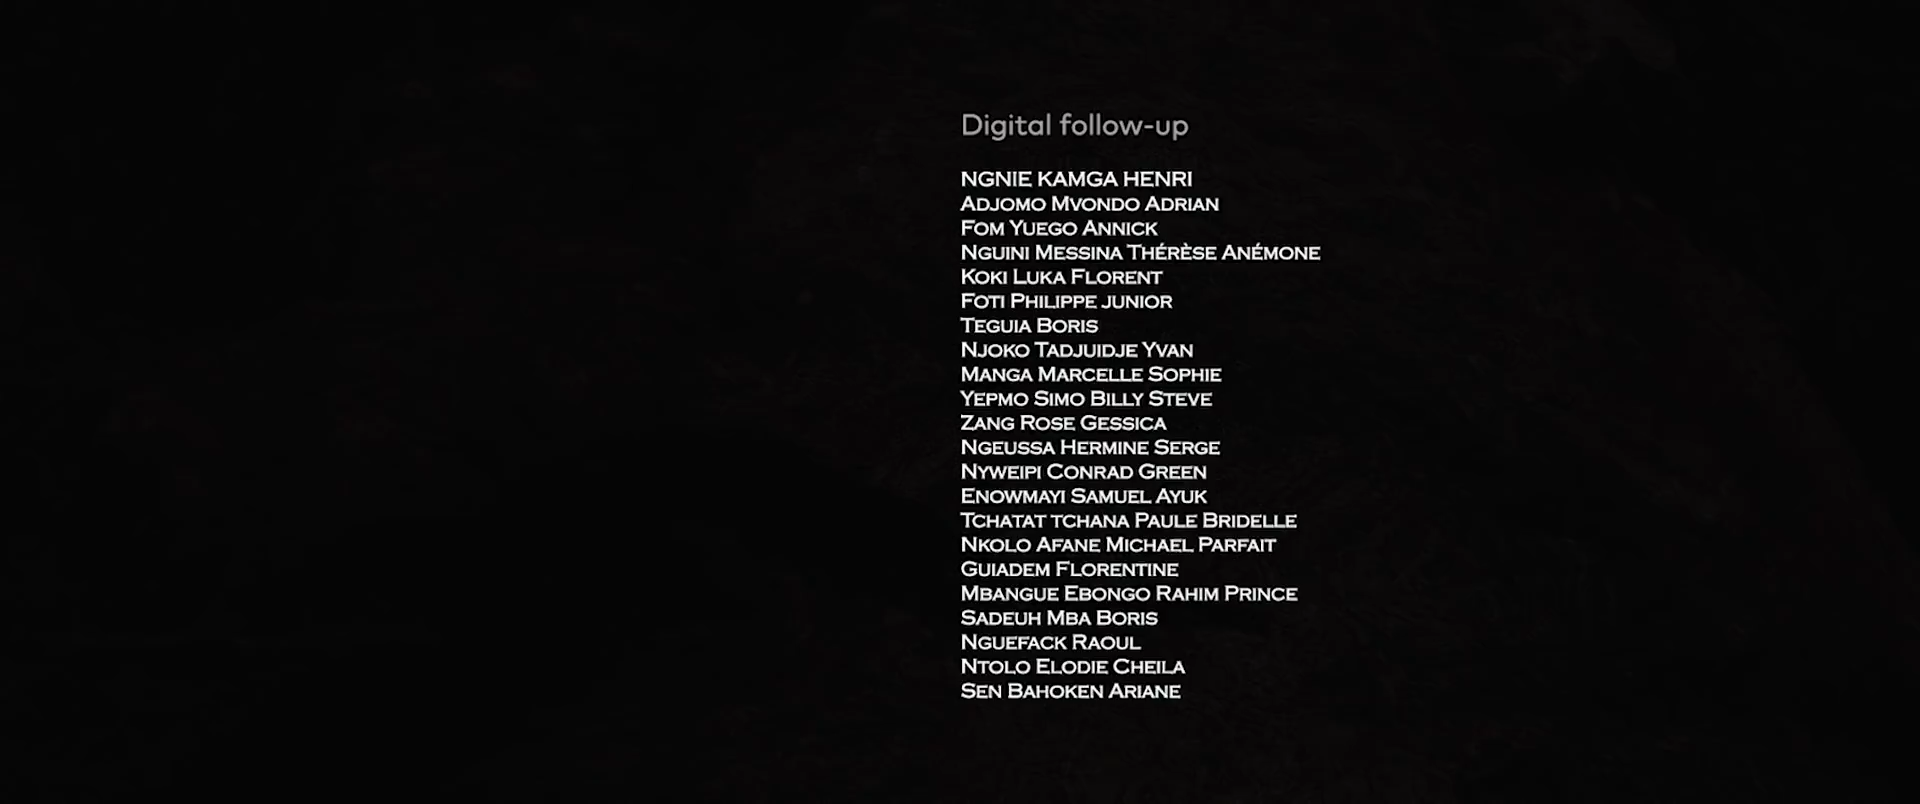 Digital follow-up
NGNIE KAMGA HENRI
Adjomo Mvondo Adrian
Fom Yuego Annick
Nguini Messina Thérèse Anémone
Koki Luka Florent
Foti Philippe junior
Teguia Boris
Njoko Tadjuidje Yvan
Manga Marcelle Sophie
Yepmo Simo Billy Steve
Zang Rose Gessica
Ngeussa Hermine Serge
Nyweipi Conrad Green
Enowmayi Samuel Ayuk
Tchatat tchana Paule Bridelle
Nkolo Afane Michael Parfait
Guiadem Florentine
Mbangue Ebongo Rahim Prince
Sadeuh Mba Boris
Nguefack Raoul
Ntolo Elodie Cheila
Sen Bahoken Ariane